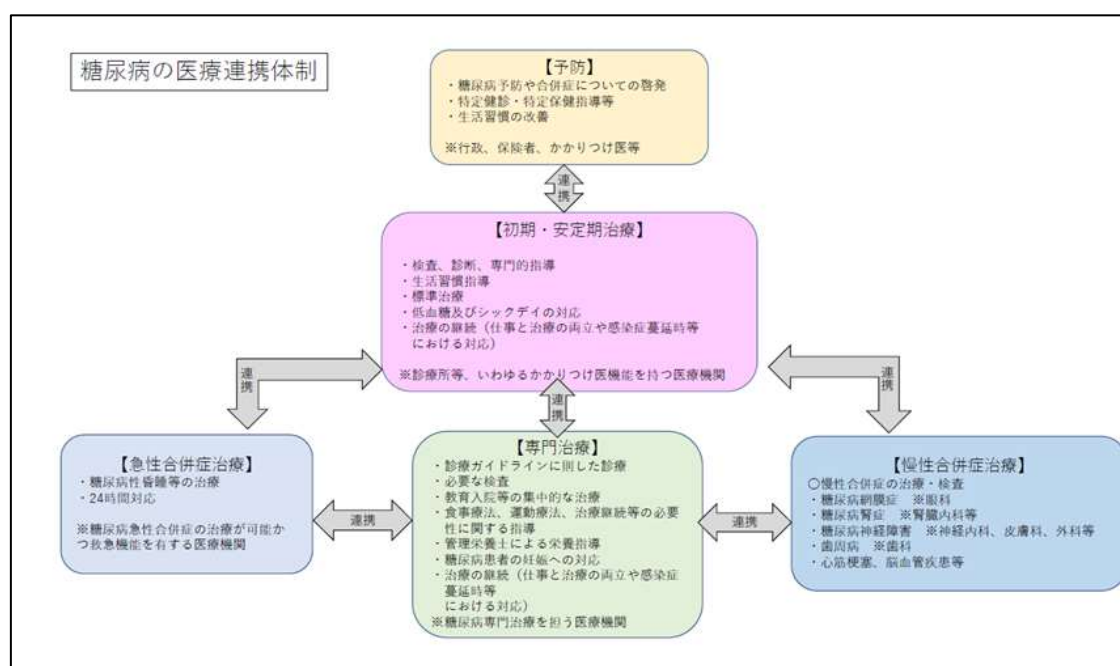 糖尿病の医療連携体制
【予防】
・糖尿病予防や合併症についての啓発
・特定健診・特定保健指導等
・生活習慣の改善
※行政、保険者、かかりつけ医等
連携
【初期・安定期治療】
・検査、診断、専門的指導
・生活習慣指導
・標準治療
・低血糖及びシックデイの対応
・治療の継続（仕事と治療の両立や感染症蔓延時等
における対応）
※診療所等、いわゆるかかりつけ医機能を持つ医療機関
連携
連携
連携
【急性合併症治療】
・糖尿病性昏睡等の治療
・24時間対応
※糖尿病急性合併症の治療が可能か
つ救急機能を有する医療機関
連携
【専門治療】
・診療ガイドラインに則した診療
・必要な検査
・教育入院等の集中的な治療
・食事療法、運動療法、治療継続等の必要
性に関する指導
・管理栄養士による栄養指導
・糖尿病患者の妊娠への対応
・治療の継続（仕事と治療の両立や感染症
蔓延時等
における対応）
※糖尿病専門治療を担う医療機関
連携
【慢性合併症治療】
〇慢性合併症の治療・検査
・糖尿病網膜症　※眼科
・糖尿病腎症　※腎臓内科等
・糖尿病神経障害　※神経内科、皮膚科、外科等
・歯周病　※歯科
・心筋梗塞、脳血管疾患等